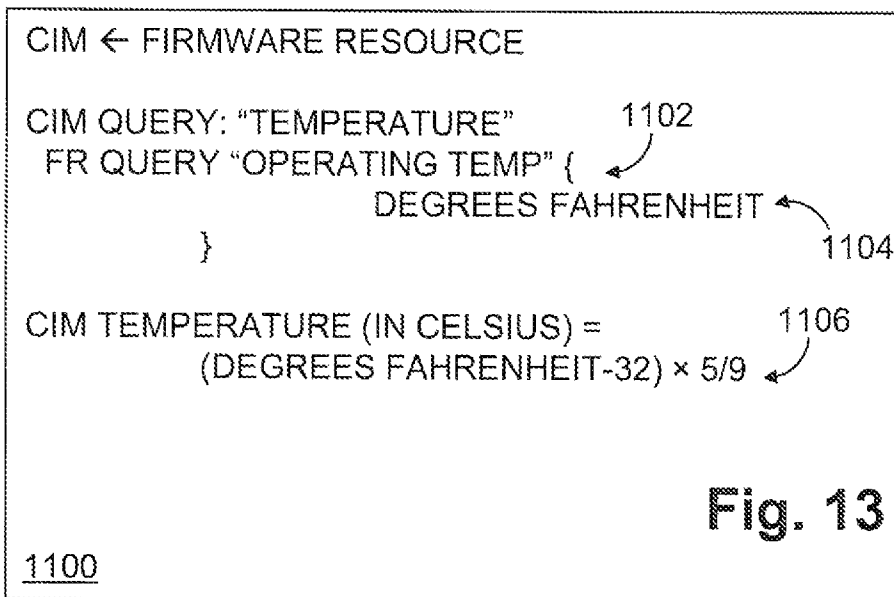 CIM ← FIRMWARE RESOURCE
CIM QUERY: “TEMPERATURE”
1102
FR QUERY “OPERATING TEMP” {
DEGREES FAHRENHEIT
1104
}
CIM TEMPERATURE (IN CELSIUS) =
1106
(DEGREES FAHRENHEIT-32) × 5/9
Fig. 13
1100